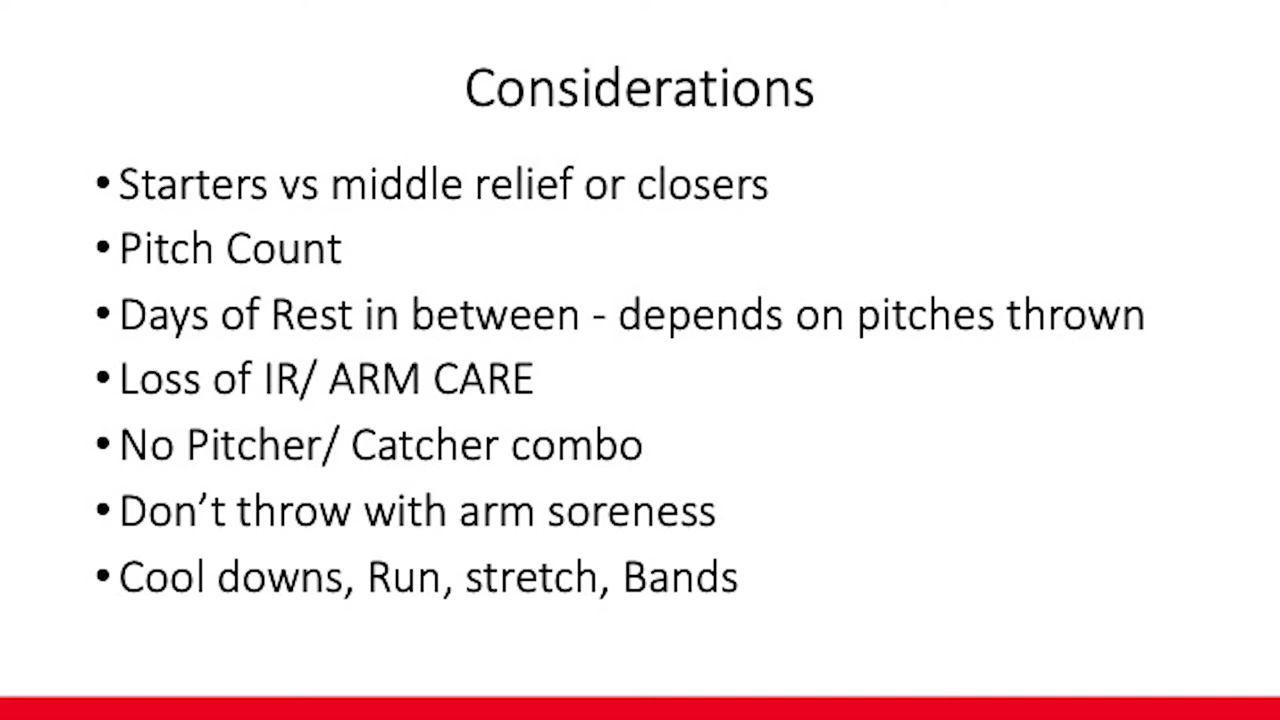 Considerations
• Starters vs middle relief or closers
• Pitch Count
• Days of Rest in between - depends on pitches thrown
• Loss of IR/ ARM CARE
• No Pitcher/ Catcher combo
• Don’t throw with arm soreness
• Cool downs, Run, stretch, Bands